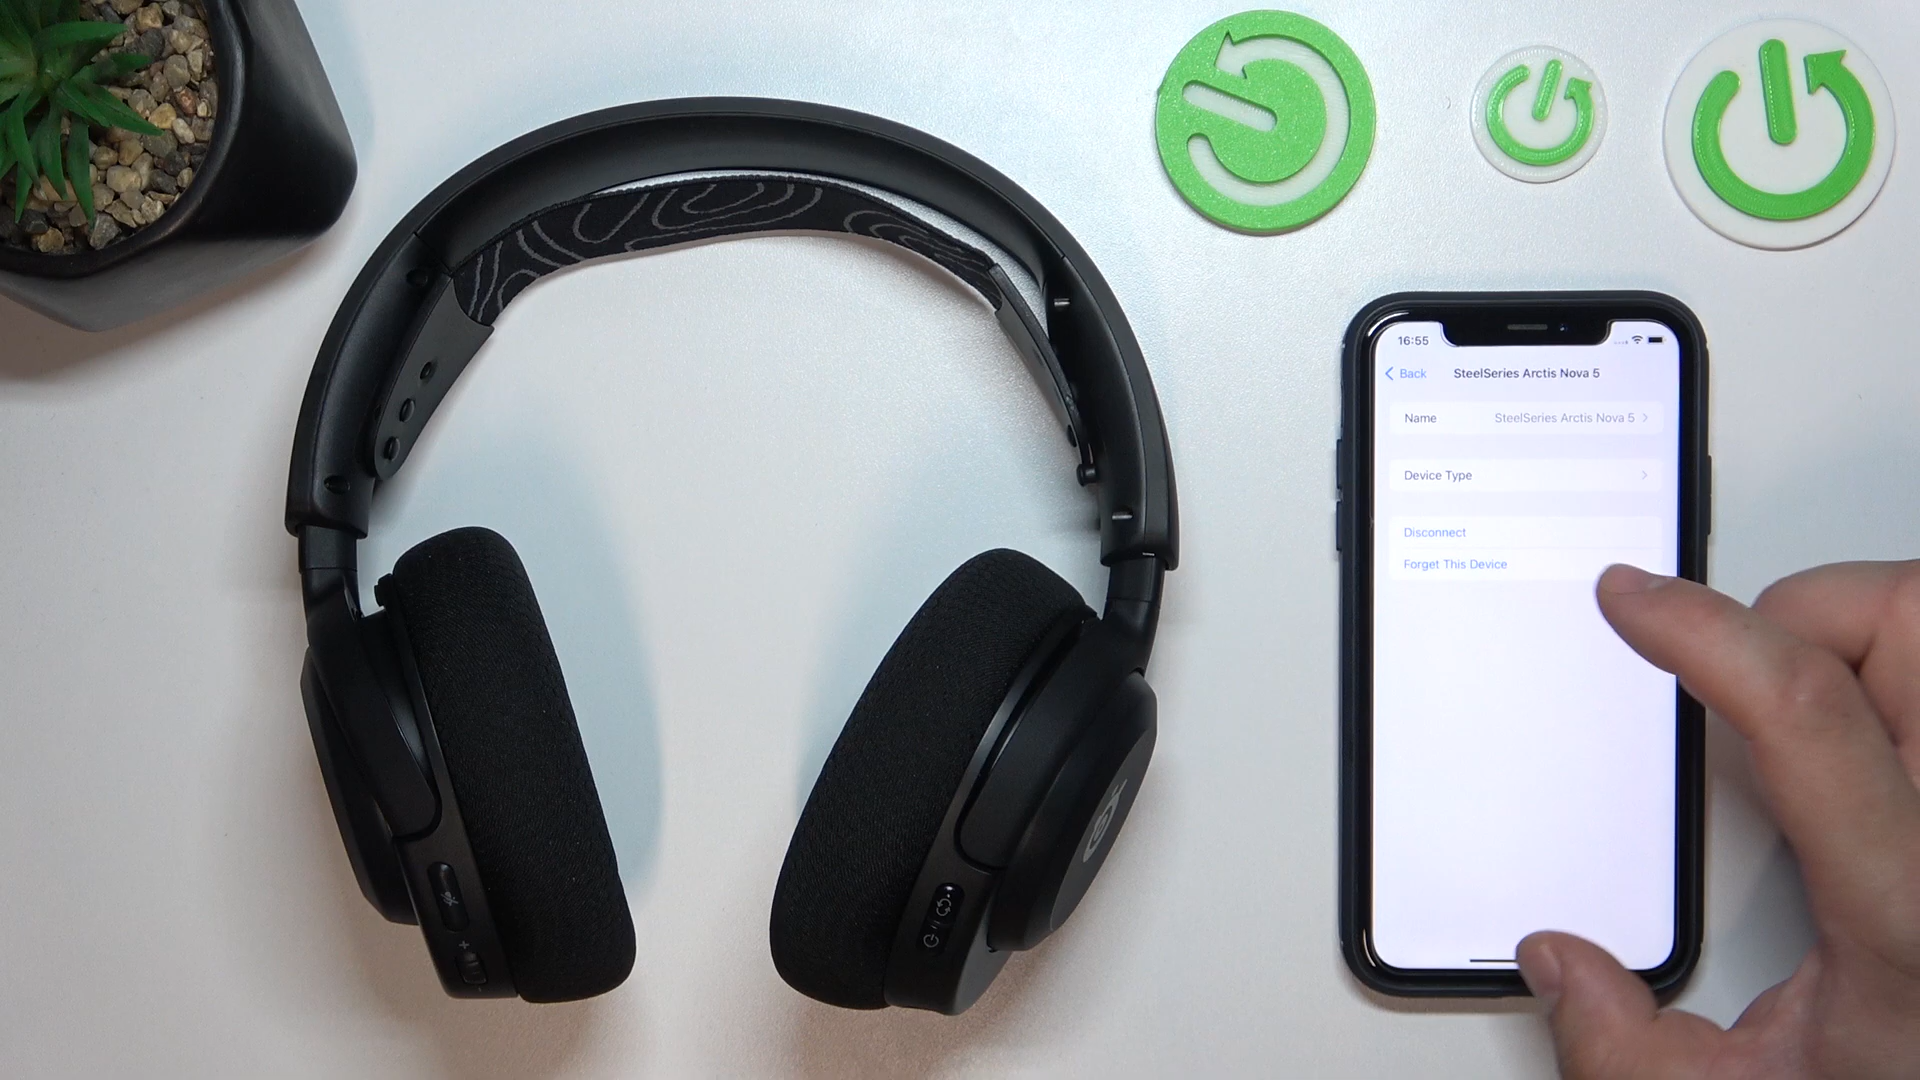 16:55
Back SteelSeries Arctis Nova 5
Name SteelSeries Arctis Nova 5
Device Type
Disconnect
Forget This Device